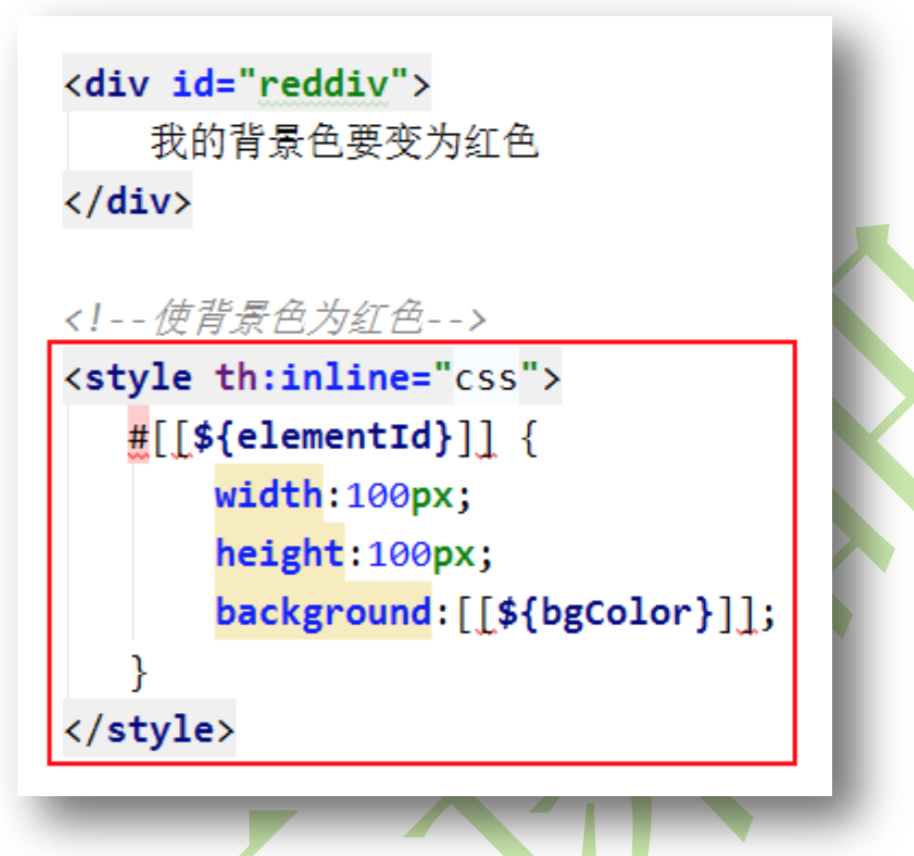 <div id="reddiv">
我的背景色要变为红色
</div>
<!--使背景色为红色-->
<style th:inline="css">
#[[${elementId}]] {
width:100px;
height:100px;
background:[[${bgColor}]];
}
</style>